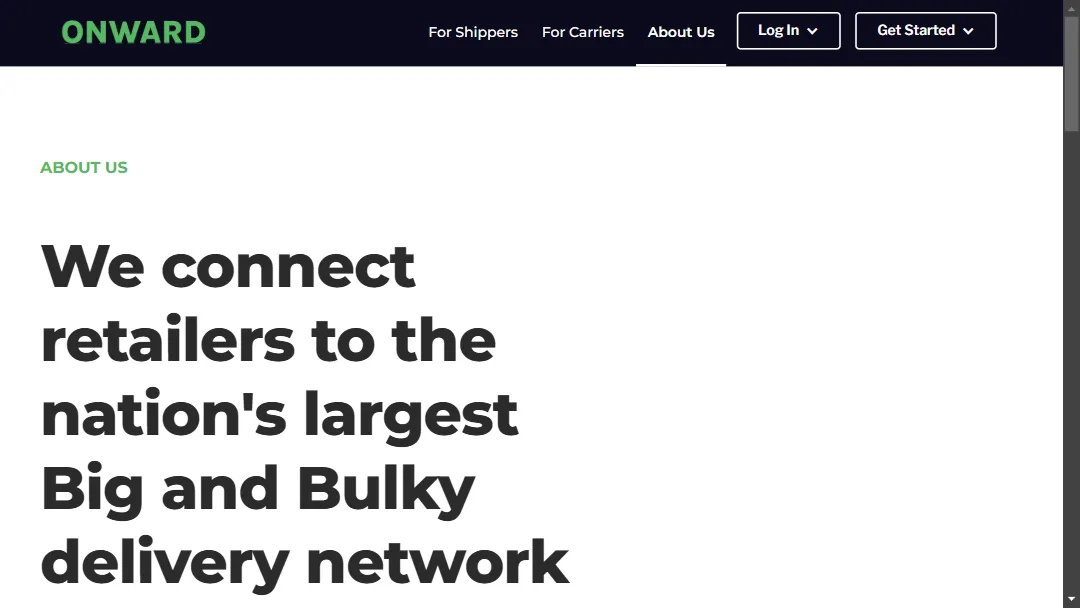 ONWARD
For Shippers
For Carriers
About Us
Log In
Get Started
ABOUT US
We connect
retailers to the
nation's largest
Big and Bulky
delivery network